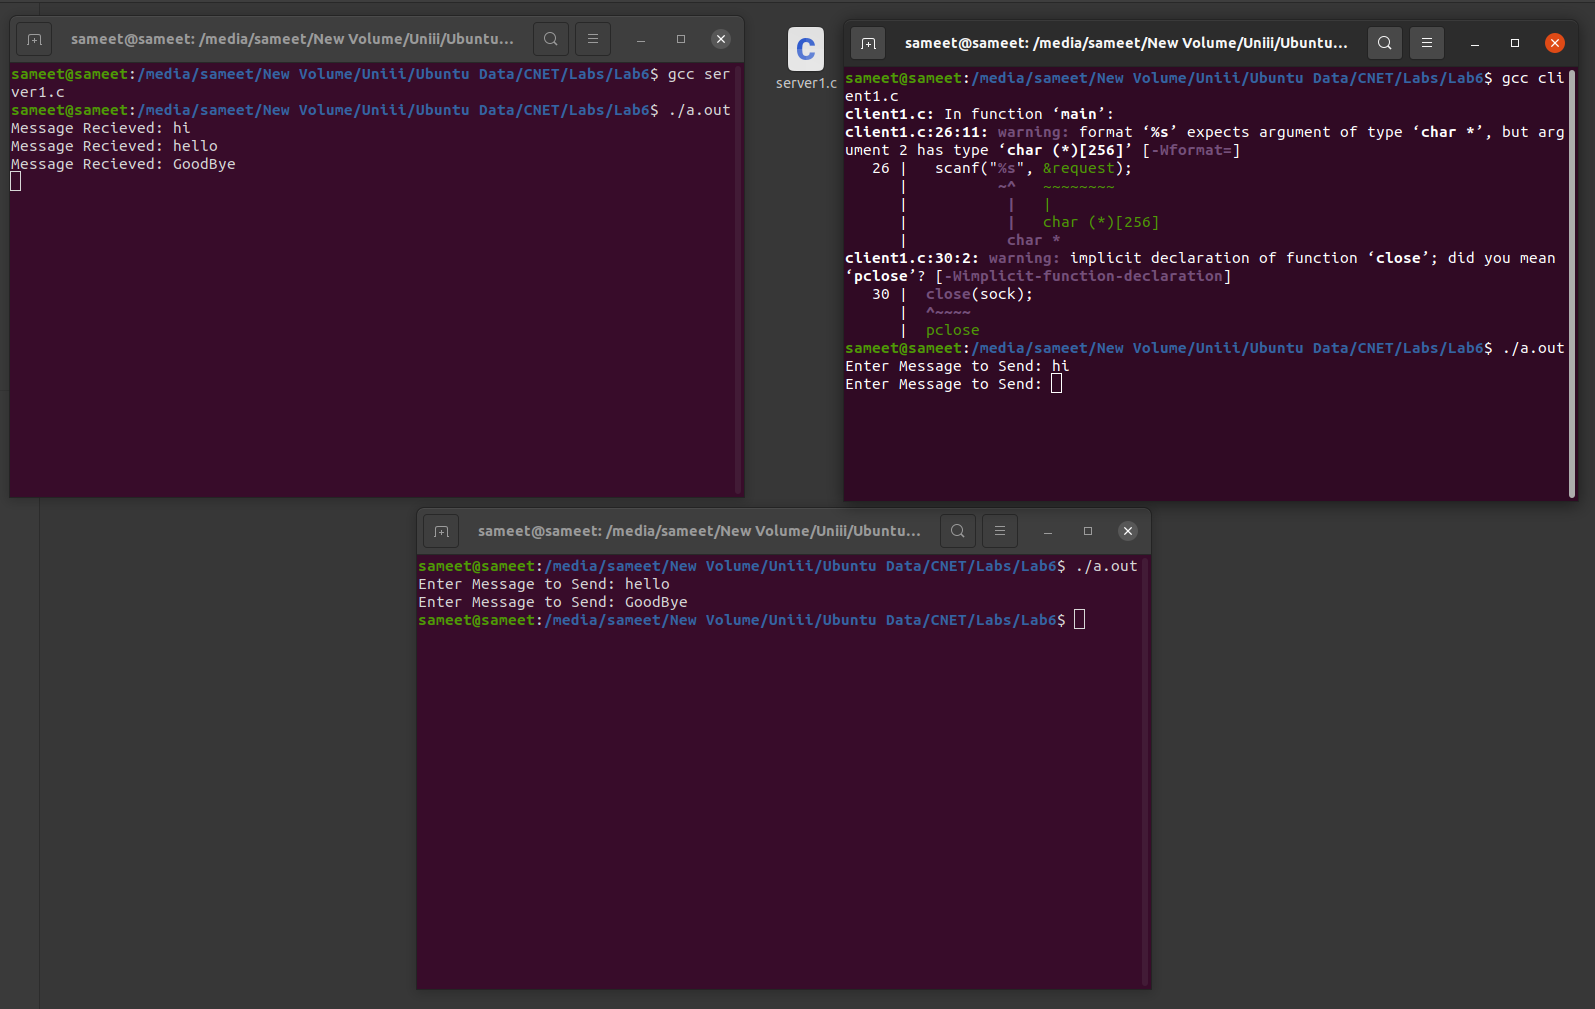 sameet@sameet: /media/sameet/New Volume/Uniii/Ubuntu...
sameet@sameet:/media/sameet/New Volume/Uniii/Ubuntu Data/CNET/Labs/Lab6$ gcc ser
ver1.c
sameet@sameet:/media/sameet/New Volume/Uniii/Ubuntu Data/CNET/Labs/Lab6$ ./a.out
Message Recieved: hi
Message Recieved: hello
Message Recieved: GoodBye
C
server1.c
sameet@sameet: /media/sameet/New Volume/Uniii/Ubuntu...
sameet@sameet:/media/sameet/New Volume/Uniii/Ubuntu Data/CNET/Labs/Lab6$ gcc cli
ent1.c
client1.c: In function ‘main’:
client1.c:26:11: warning: format ‘%s’ expects argument of type ‘char *’, but arg
ument 2 has type ‘char (*)[256]’ [-Wformat=]
   26 |   scanf("%s", &request);
      |          ~^   ~~~~~~~~
      |           |   |
      |           |   char (*)[256]
      |           char *
client1.c:30:2: warning: implicit declaration of function ‘close’; did you mean
‘pclose’? [-Wimplicit-function-declaration]
   30 |  close(sock);
      |  ^~~~~
      |  pclose
sameet@sameet:/media/sameet/New Volume/Uniii/Ubuntu Data/CNET/Labs/Lab6$ ./a.out
Enter Message to Send: hi
Enter Message to Send:
sameet@sameet: /media/sameet/New Volume/Uniii/Ubuntu...
sameet@sameet:/media/sameet/New Volume/Uniii/Ubuntu Data/CNET/Labs/Lab6$ ./a.out
Enter Message to Send: hello
Enter Message to Send: GoodBye
sameet@sameet:/media/sameet/New Volume/Uniii/Ubuntu Data/CNET/Labs/Lab6$